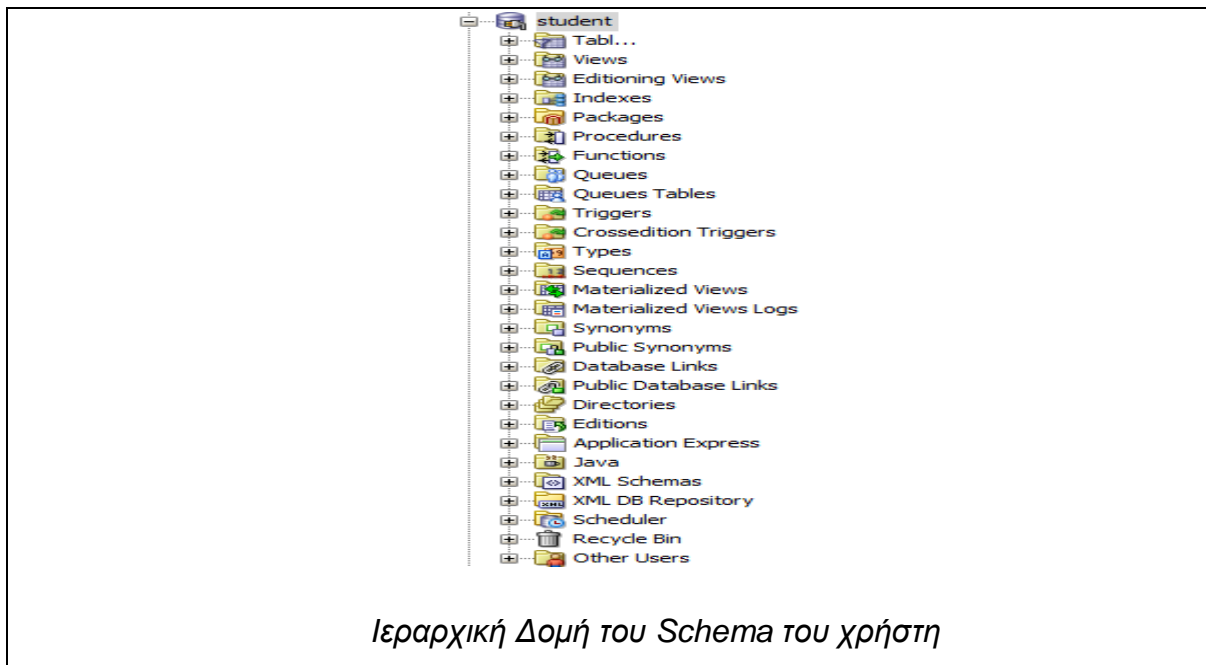 student
Tabl...
Views
Editioning Views
Indexes
Packages
Procedures
Functions
Queues
Queues Tables
Triggers
Crossedition Triggers
Types
Sequences
Materialized Views
Materialized Views Logs
Synonyms
Public Synonyms
Database Links
Public Database Links
Directories
Editions
Application Express
Java
XML Schemas
XML DB Repository
Scheduler
Recycle Bin
Other Users
Ιεραρχική Δομή του Schema του χρήστη